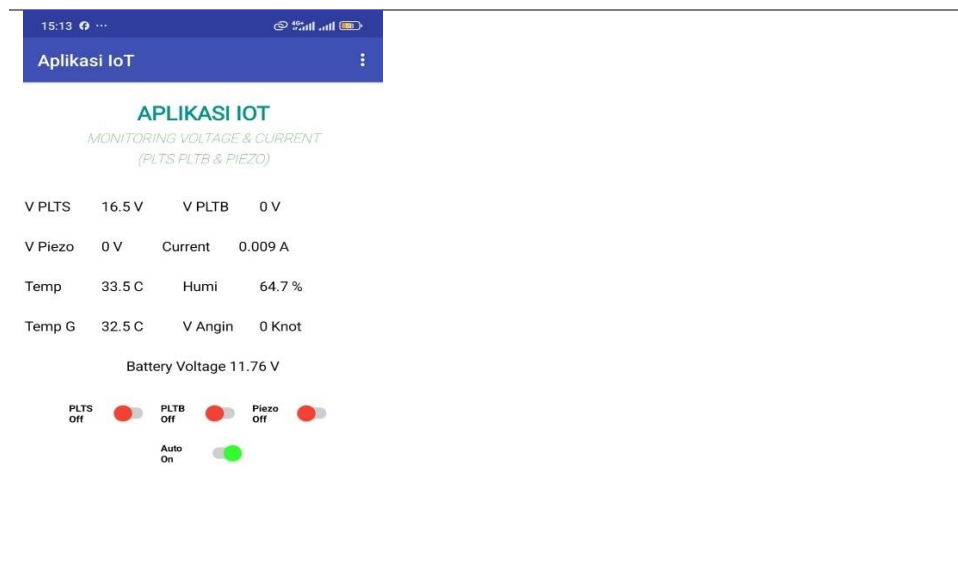 15:13
4G+
Aplikasi IoT
APLIKASI IOT
MONITORING VOLTAGE & CURRENT
(PLTS PLTB & PIEZO)
V PLTS 16.5 V V PLTB 0 V
V Piezo 0 V Current 0.009 A
Temp 33.5 C Humi 64.7 %
Temp G 32.5 C V Angin 0 Knot
Battery Voltage 11.76 V
PLTS PLTB Piezo
Off Off Off
Auto
On